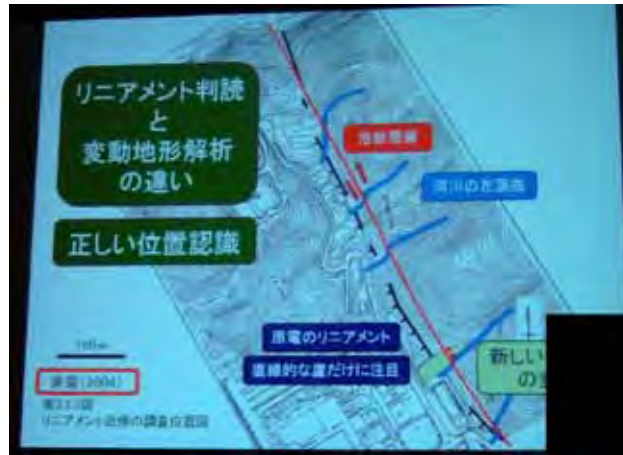 リニアメント判読
と
変動地形解析
の違い
正しい位置認識
活断層線
河川の左屈曲
原電のリニアメント
直線的な崖だけに注目
新しい
の
100m
原電(2004)
リニアメント近傍の調査位置図